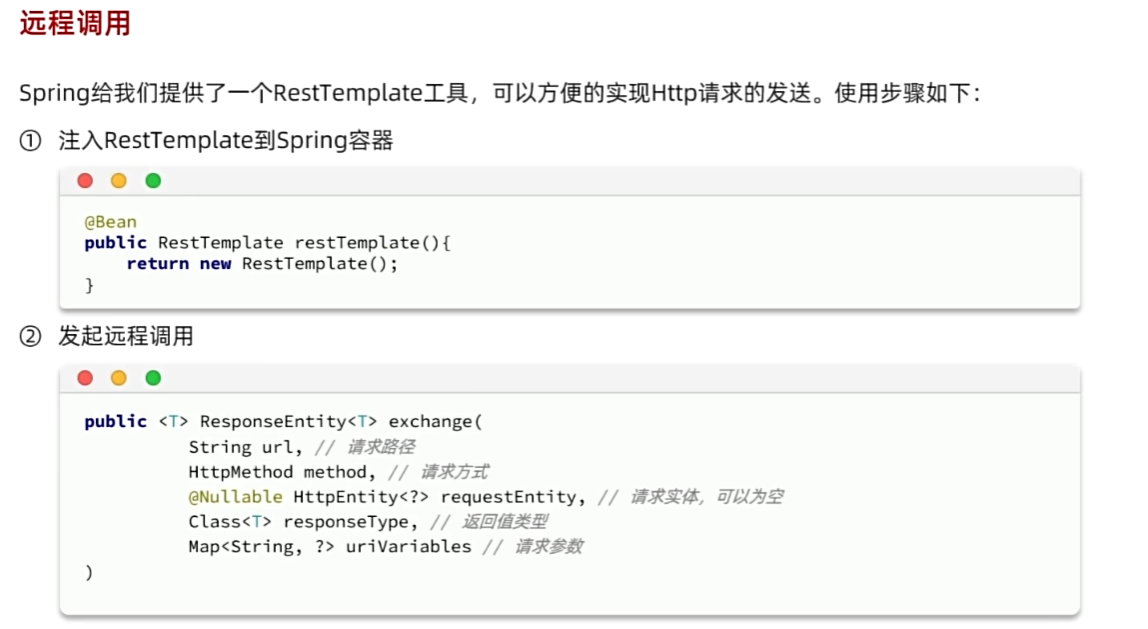 远程调用
Spring给我们提供了一个RestTemplate工具，可以方便的实现Http请求的发送。使用步骤如下：
① 注入RestTemplate到Spring容器
@Bean
public RestTemplate restTemplate(){
    return new RestTemplate();
}
② 发起远程调用
public <T> ResponseEntity<T> exchange(
          String url, // 请求路径
          HttpMethod method, // 请求方式
          @Nullable HttpEntity<?> requestEntity, // 请求实体，可以为空
          Class<T> responseType, // 返回值类型
          Map<String, ?> uriVariables // 请求参数
)